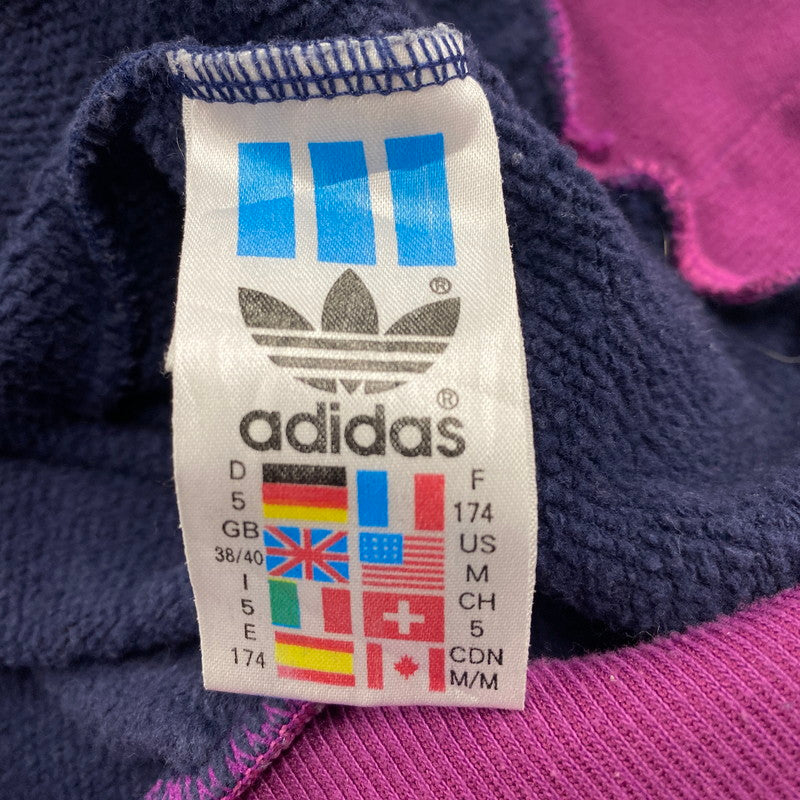 ®
®
adidas
D
5
GB
38/40
I
5
E
174
F
174
US
M
CH
5
CDN
M/M